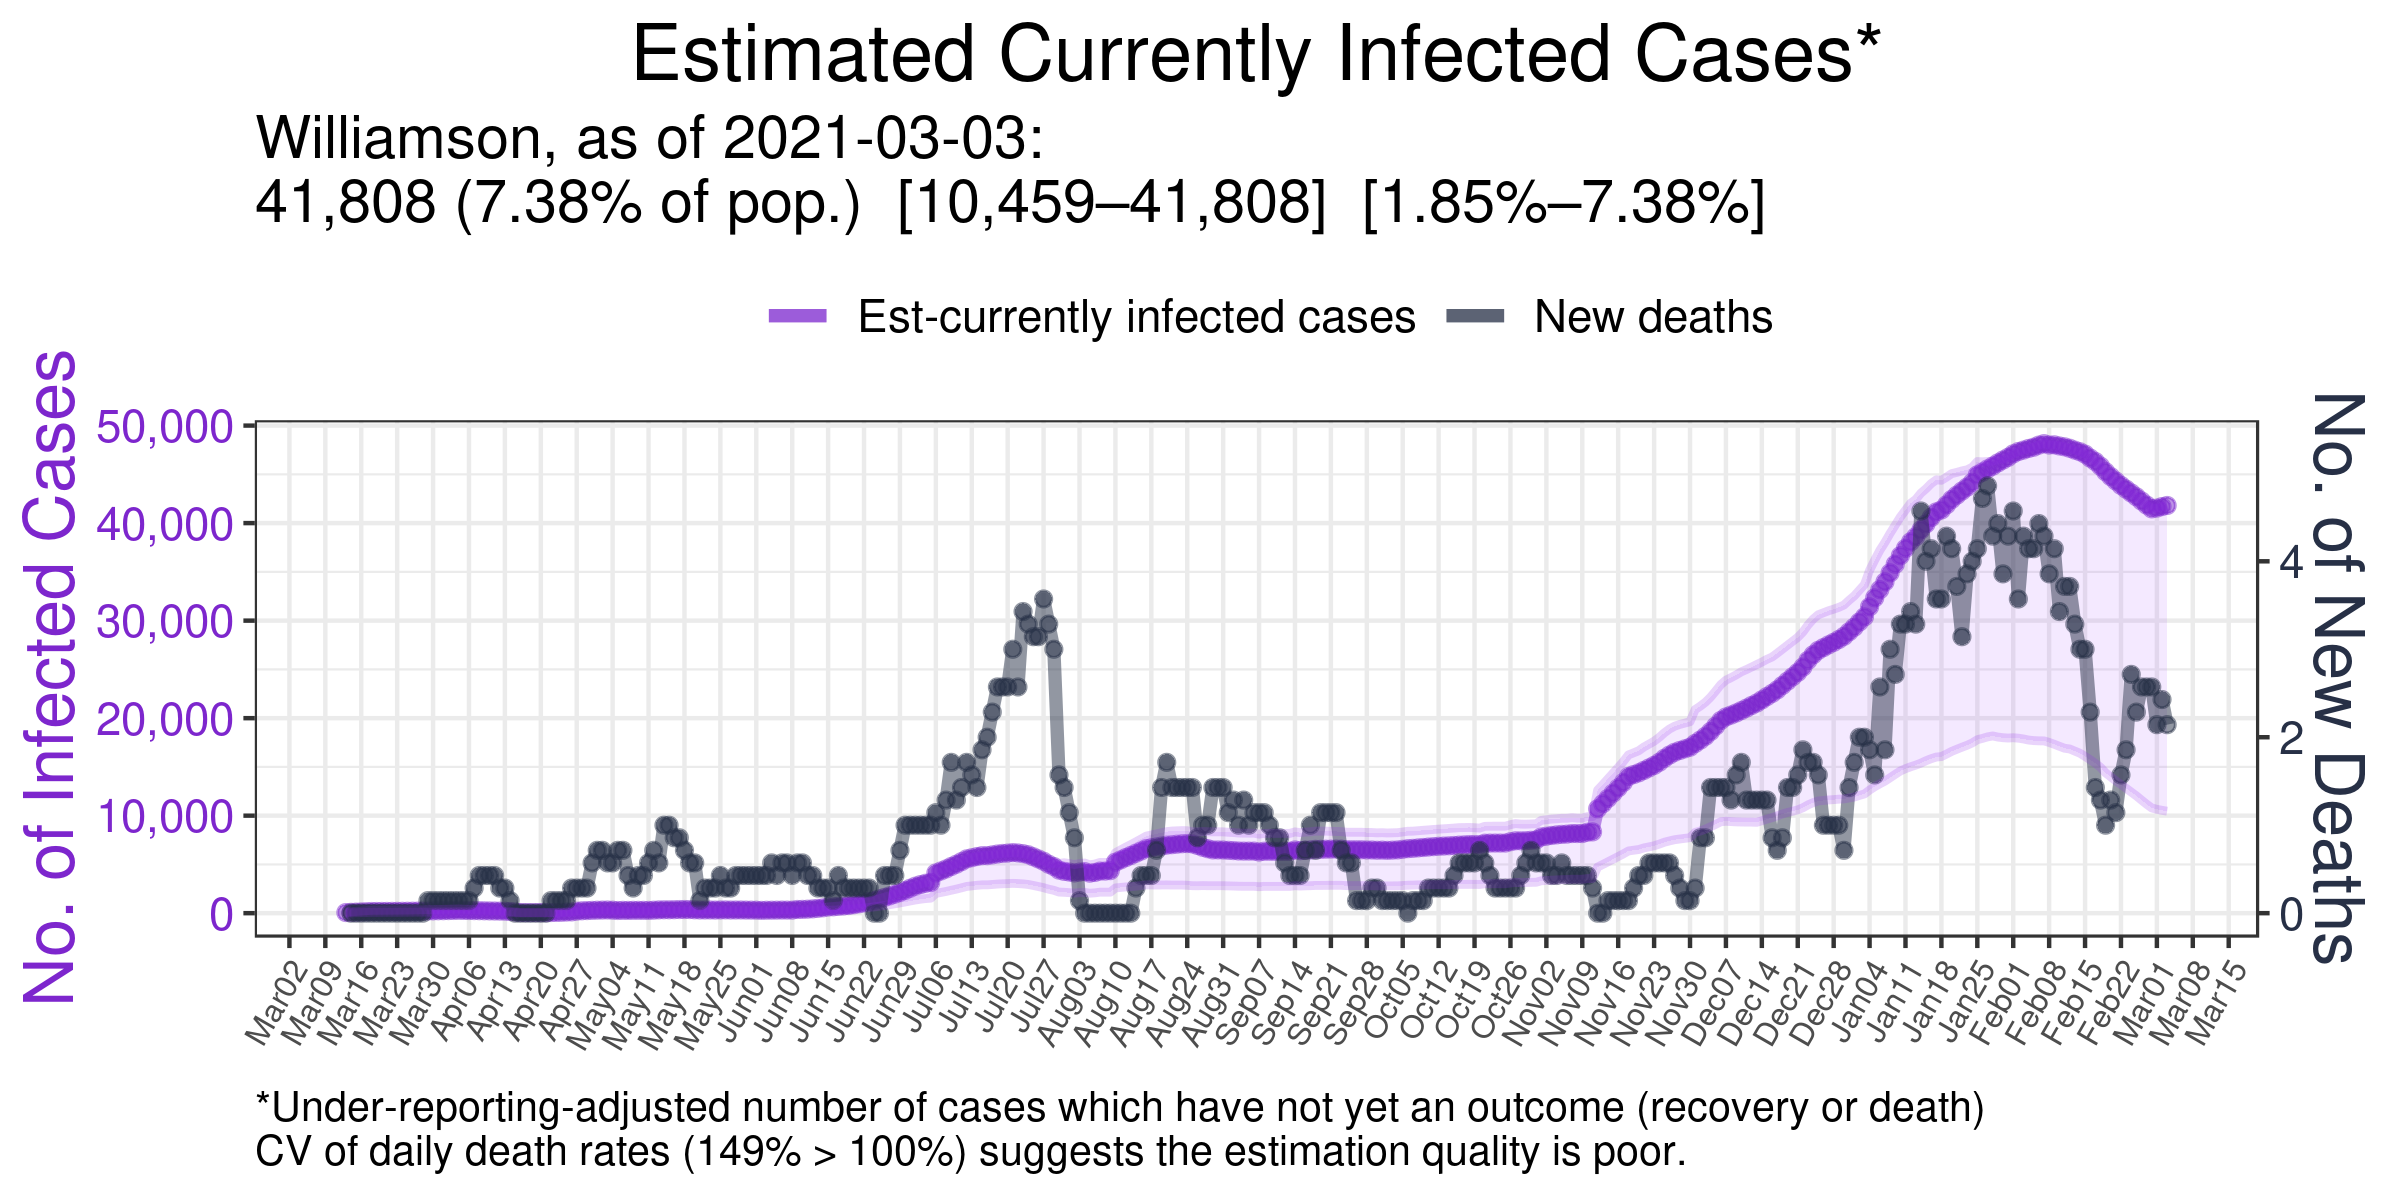 Estimated Currently Infected Cases*
Williamson, as of 2021-03-03:
41,808 (7.38% of pop.) [10,459–41,808] [1.85%–7.38%]
Est-currently infected cases
New deaths
No. of Infected Cases
50,000
40,000
30,000
20,000
10,000
0
No. of New Deaths
4
2
0
Mar02
Mar09
Mar16
Mar23
Mar30
Apr06
Apr13
Apr20
Apr27
May04
May11
May18
May25
Jun01
Jun08
Jun15
Jun22
Jun29
Jul06
Jul13
Jul20
Jul27
Aug03
Aug10
Aug17
Aug24
Aug31
Sep07
Sep14
Sep21
Sep28
Oct05
Oct12
Oct19
Oct26
Nov02
Nov09
Nov16
Nov23
Nov30
Dec07
Dec14
Dec21
Dec28
Jan04
Jan11
Jan18
Jan25
Feb01
Feb08
Feb15
Feb22
Mar01
Mar08
Mar15
*Under-reporting-adjusted number of cases which have not yet an outcome (recovery or death)
CV of daily death rates (149% > 100%) suggests the estimation quality is poor.